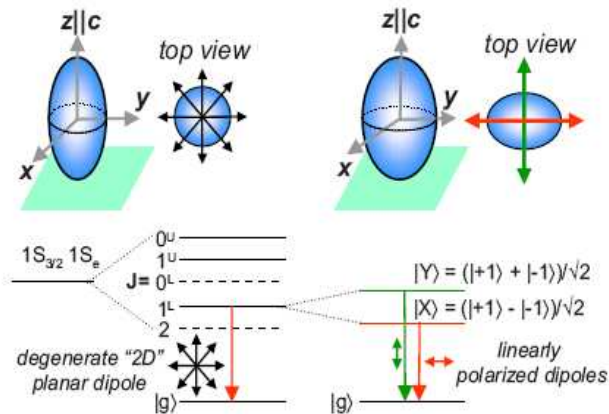 z||c
top view
y
x
z||c
top view
y
x
0ᵁ
1S₃/₂ 1Sₑ
1ᵁ
J= 0ᴸ
1ᴸ
2
degenerate "2D"
planar dipole
|g⟩
|Y⟩ = (|+1⟩ + |-1⟩)/√2
|X⟩ = (|+1⟩ - |-1⟩)/√2
linearly
polarized dipoles
|g⟩